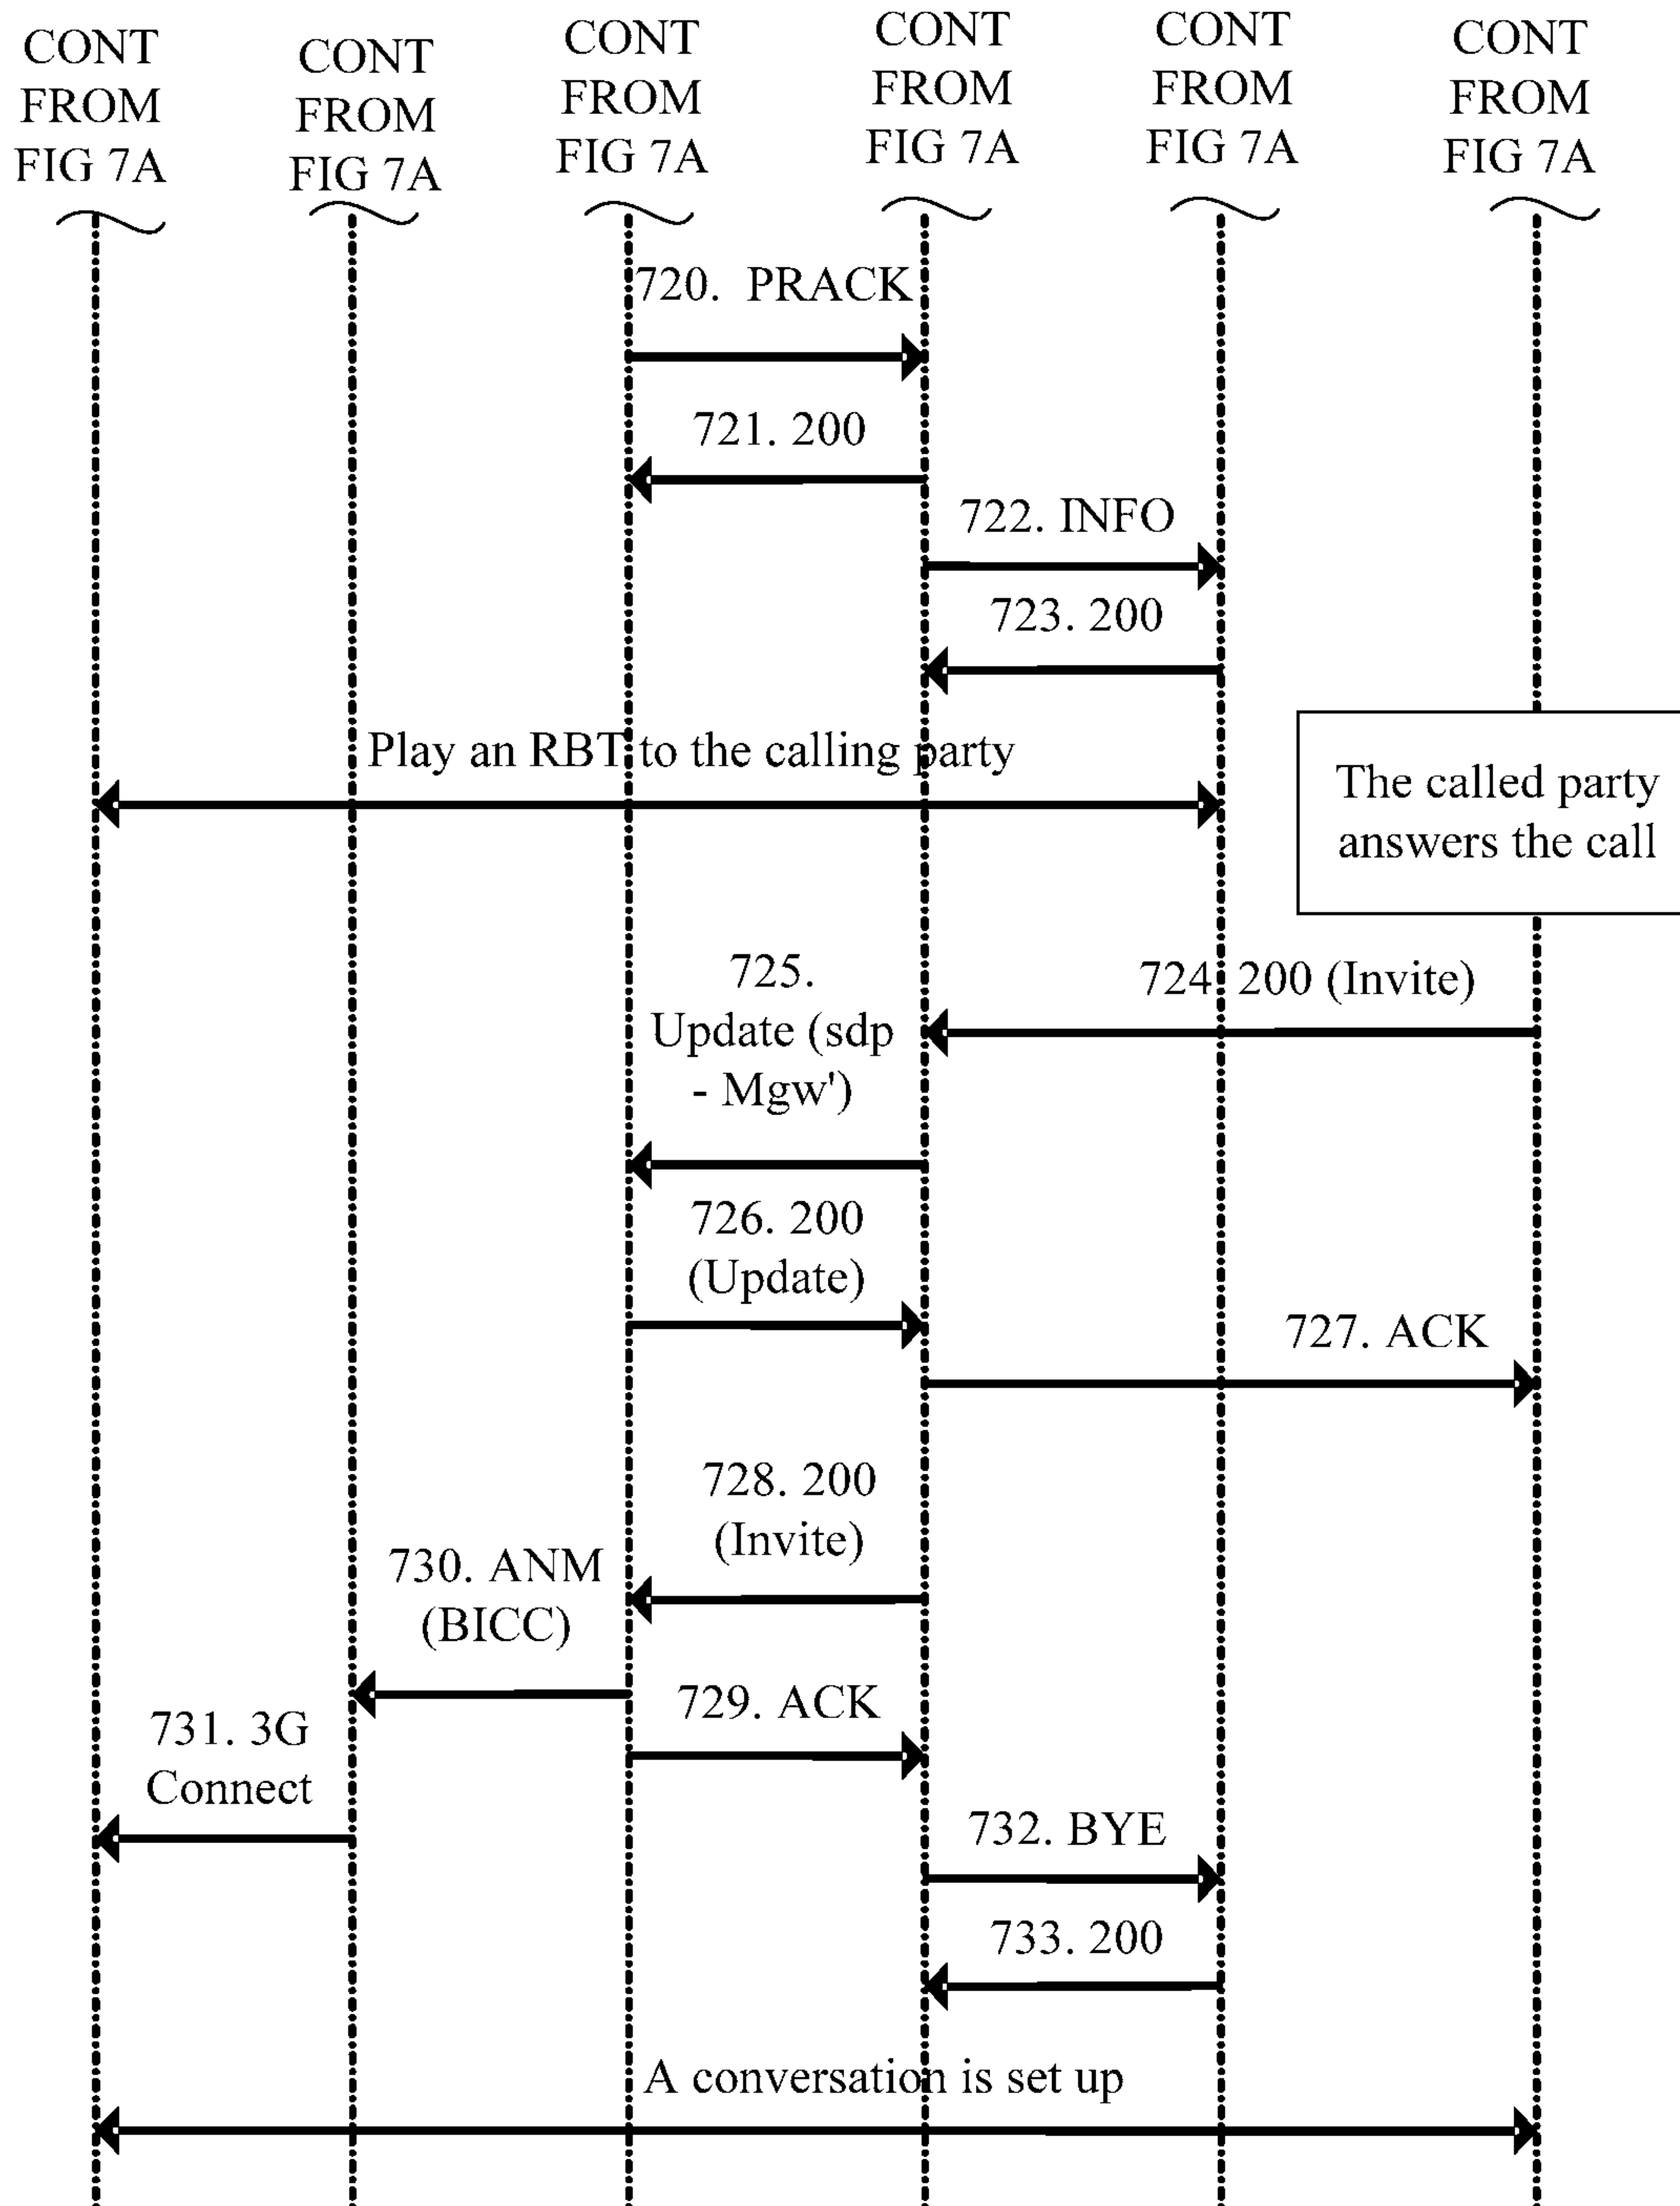 CONT
FROM
FIG 7A
CONT
FROM
FIG 7A
CONT
FROM
FIG 7A
CONT
FROM
FIG 7A
CONT
FROM
FIG 7A
CONT
FROM
FIG 7A
720. PRACK
721. 200
722. INFO
723. 200
Play an RBT to the calling party
The called party
answers the call
724. 200 (Invite)
725.
Update (sdp
- Mgw')
726. 200
(Update)
727. ACK
728. 200
(Invite)
730. ANM
(BICC)
729. ACK
731. 3G
Connect
732. BYE
733. 200
A conversation is set up